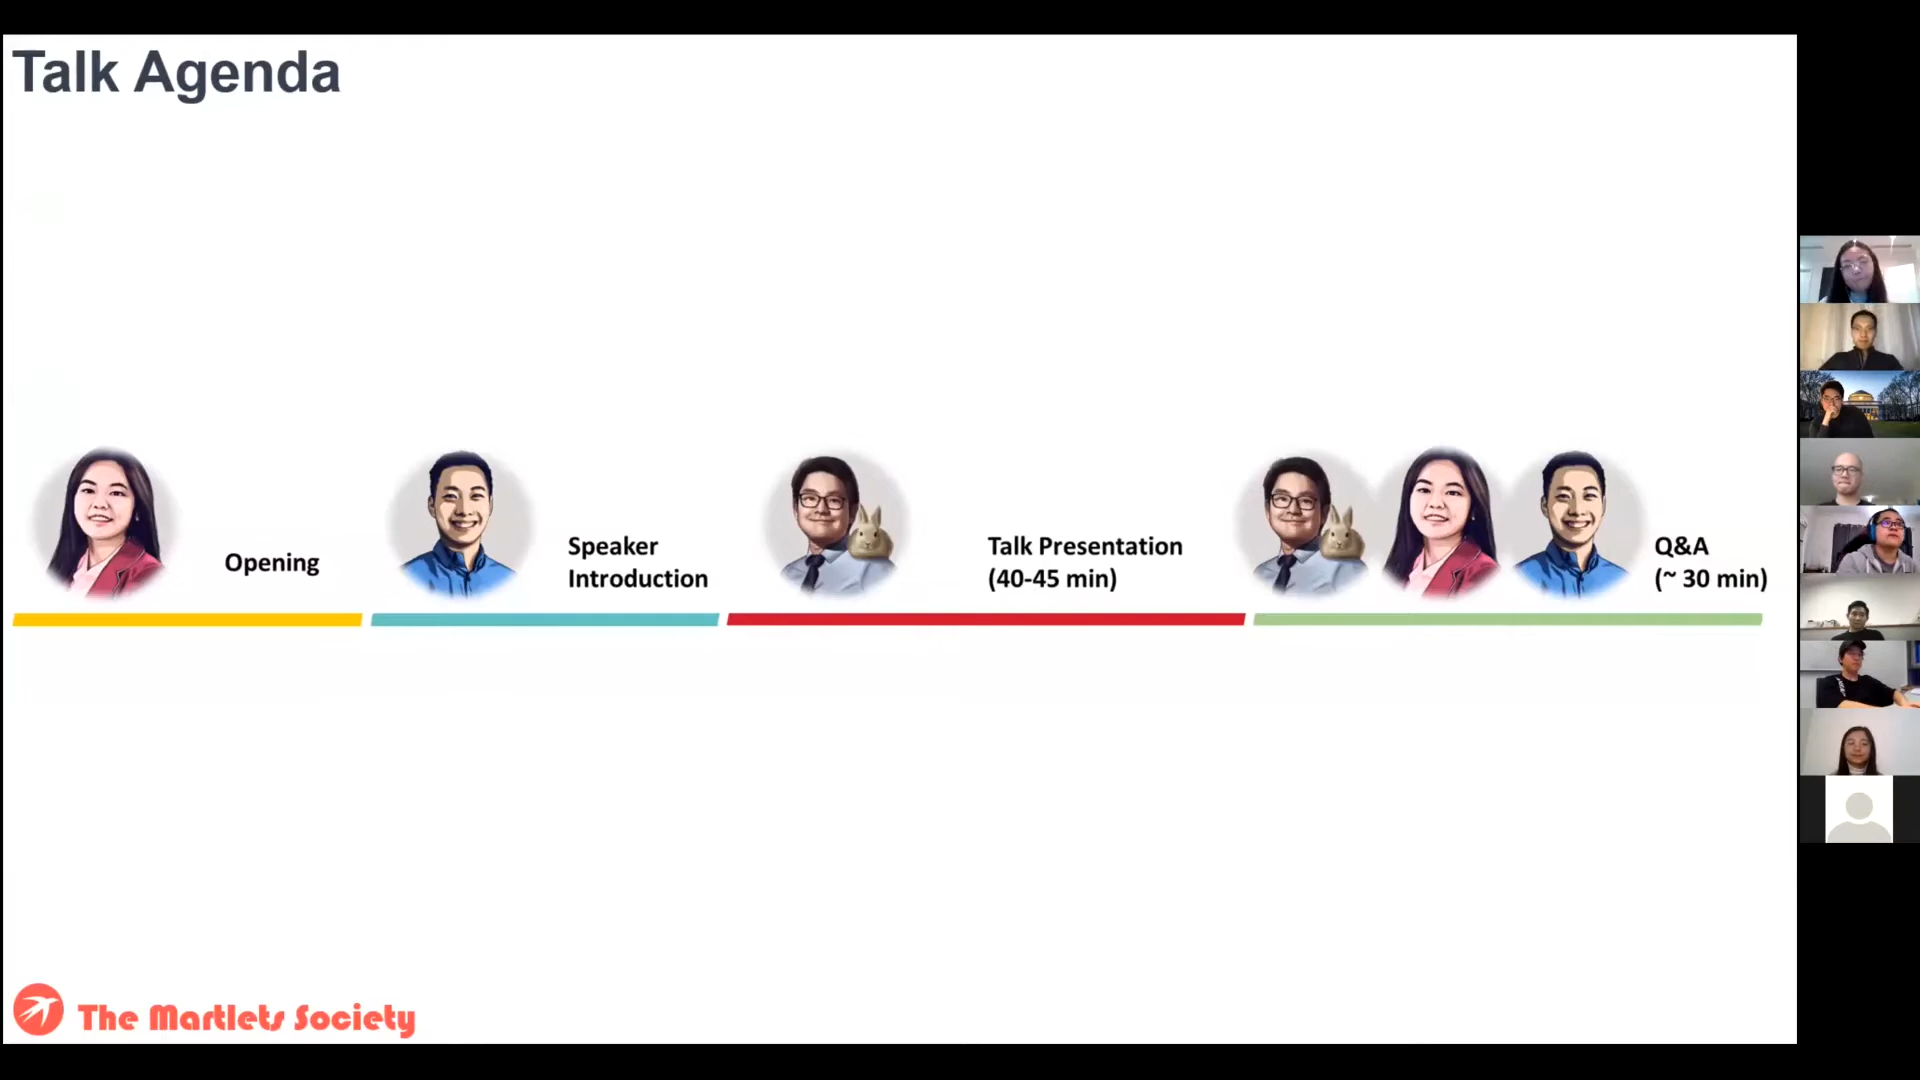 Talk Agenda
Opening
Speaker
Introduction
Talk Presentation
(40-45 min)
Q&A
(~ 30 min)
The Martlets Society